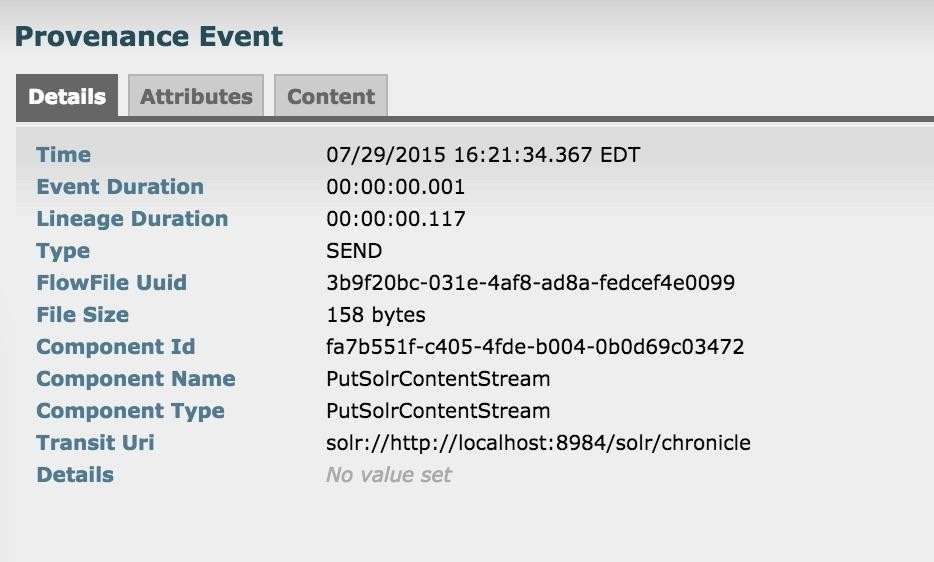 Provenance Event
Details Attributes Content
Time 07/29/2015 16:21:34.367 EDT
Event Duration 00:00:00.001
Lineage Duration 00:00:00.117
Type SEND
FlowFile Uuid 3b9f20bc-031e-4af8-ad8a-fedcef4e0099
File Size 158 bytes
Component Id fa7b551f-c405-4fde-b004-0b0d69c03472
Component Name PutSolrContentStream
Component Type PutSolrContentStream
Transit Uri solr://http://localhost:8984/solr/chronicle
Details No value set